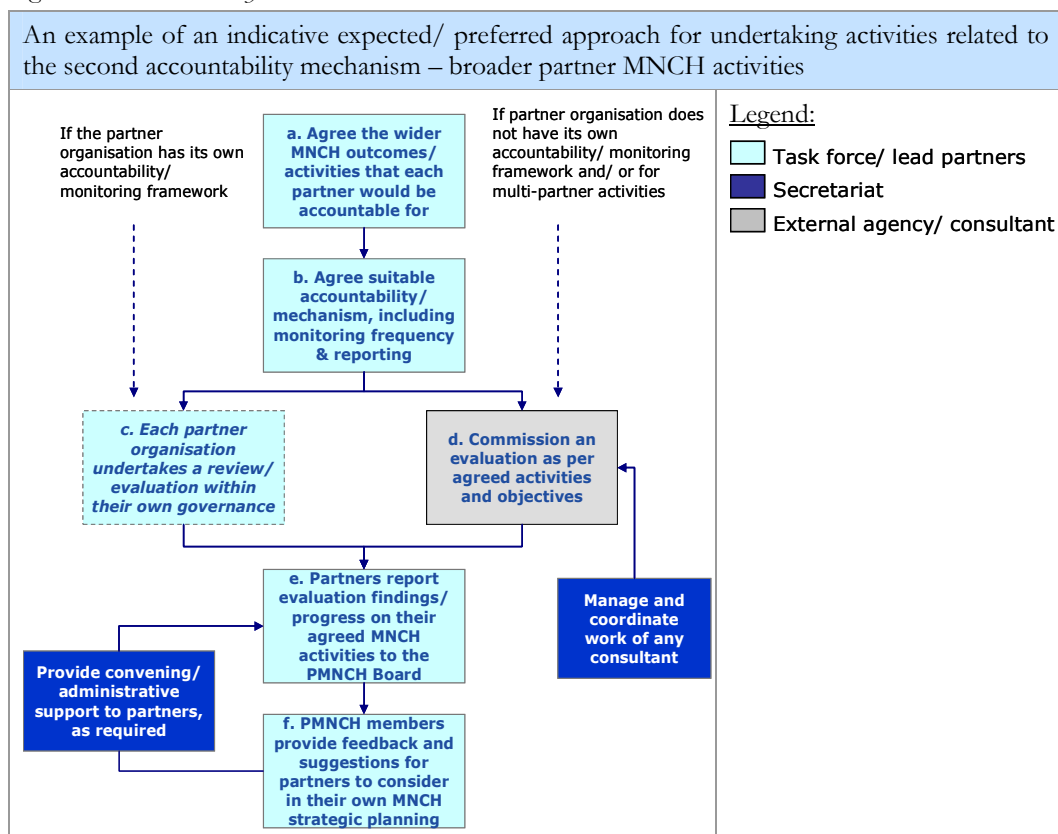 An example of an indicative expected/ preferred approach for undertaking activities related to
the second accountability mechanism – broader partner MNCH activities
If the partner
organisation has its own
accountability/
monitoring framework
a. Agree the wider
MNCH outcomes/
activities that each
partner would be
accountable for
If partner organisation does
not have its own
accountability/ monitoring
framework and/ or for
multi-partner activities
Legend:
Task force/ lead partners
Secretariat
External agency/ consultant
b. Agree suitable
accountability/
mechanism, including
monitoring frequency
& reporting
c. Each partner
organisation
undertakes a review/
evaluation within
their own governance
d. Commission an
evaluation as per
agreed activities
and objectives
e. Partners report
evaluation findings/
progress on their
agreed MNCH
activities to the
PMNCH Board
Manage and
coordinate
work of any
consultant
Provide convening/
administrative
support to partners,
as required
f. PMNCH members
provide feedback and
suggestions for
partners to consider
in their own MNCH
strategic planning